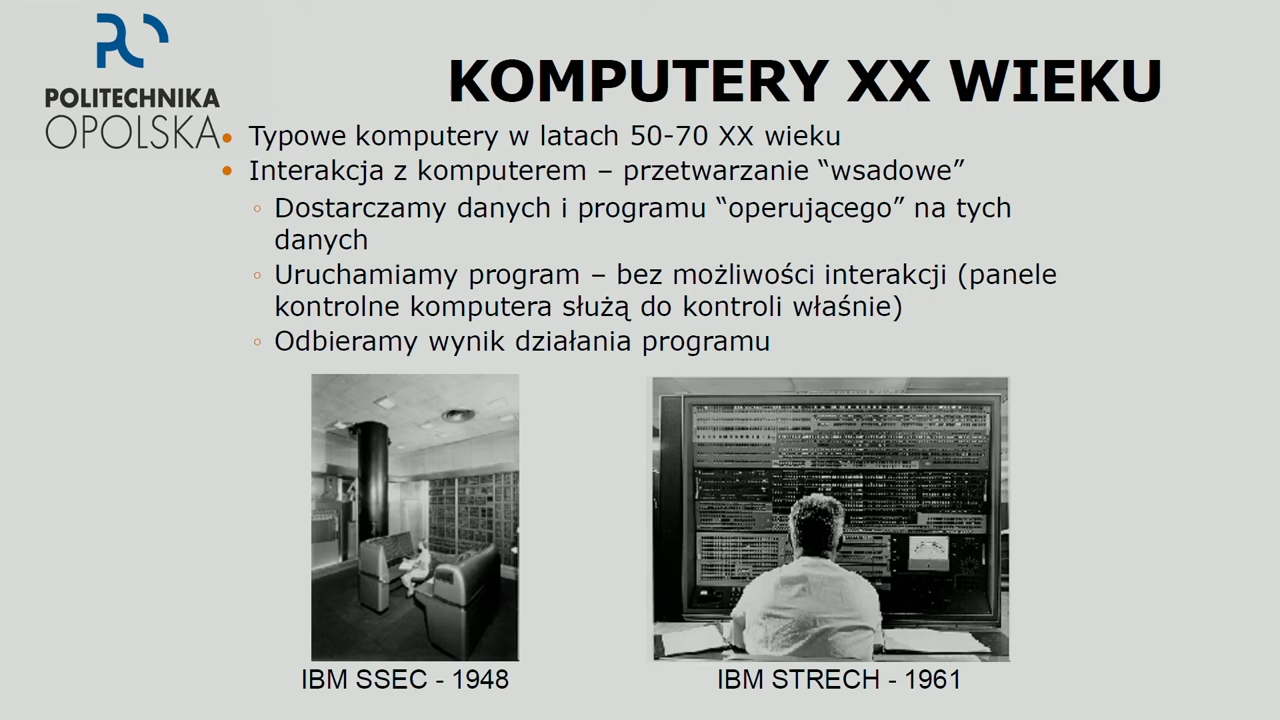 POLITECHNIKA
OPOLSKA
KOMPUTERY XX WIEKU
Typowe komputery w latach 50-70 XX wieku
Interakcja z komputerem – przetwarzanie “wsadowe”
Dostarczamy danych i programu “operującego” na tych
danych
Uruchamiamy program – bez możliwości interakcji (panele
kontrolne komputera służą do kontroli właśnie)
Odbieramy wynik działania programu
IBM SSEC - 1948
IBM STRECH - 1961